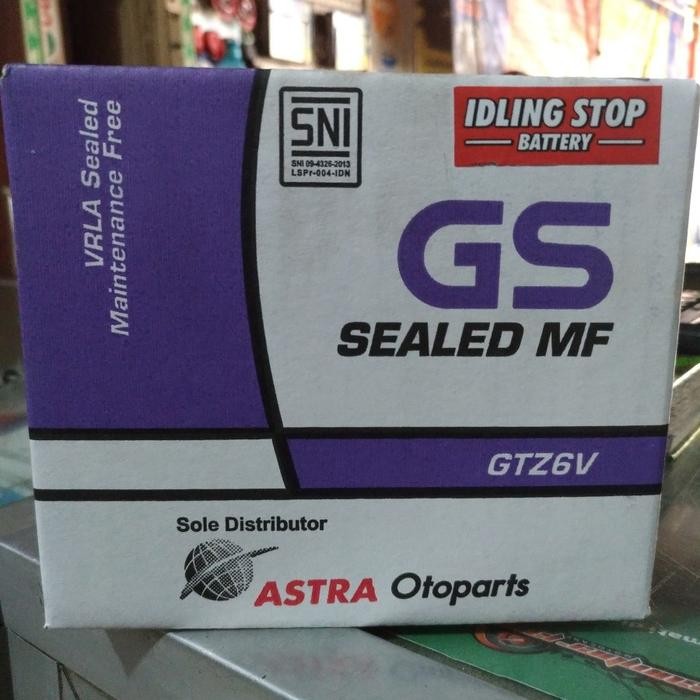 VRLA Sealed
Maintenance Free
SNI
SNI 09-4326-2013
LSPr-004-IDN
IDLING STOP
BATTERY
GS
SEALED MF
GTZ6V
Sole Distributor
ASTRA Otoparts